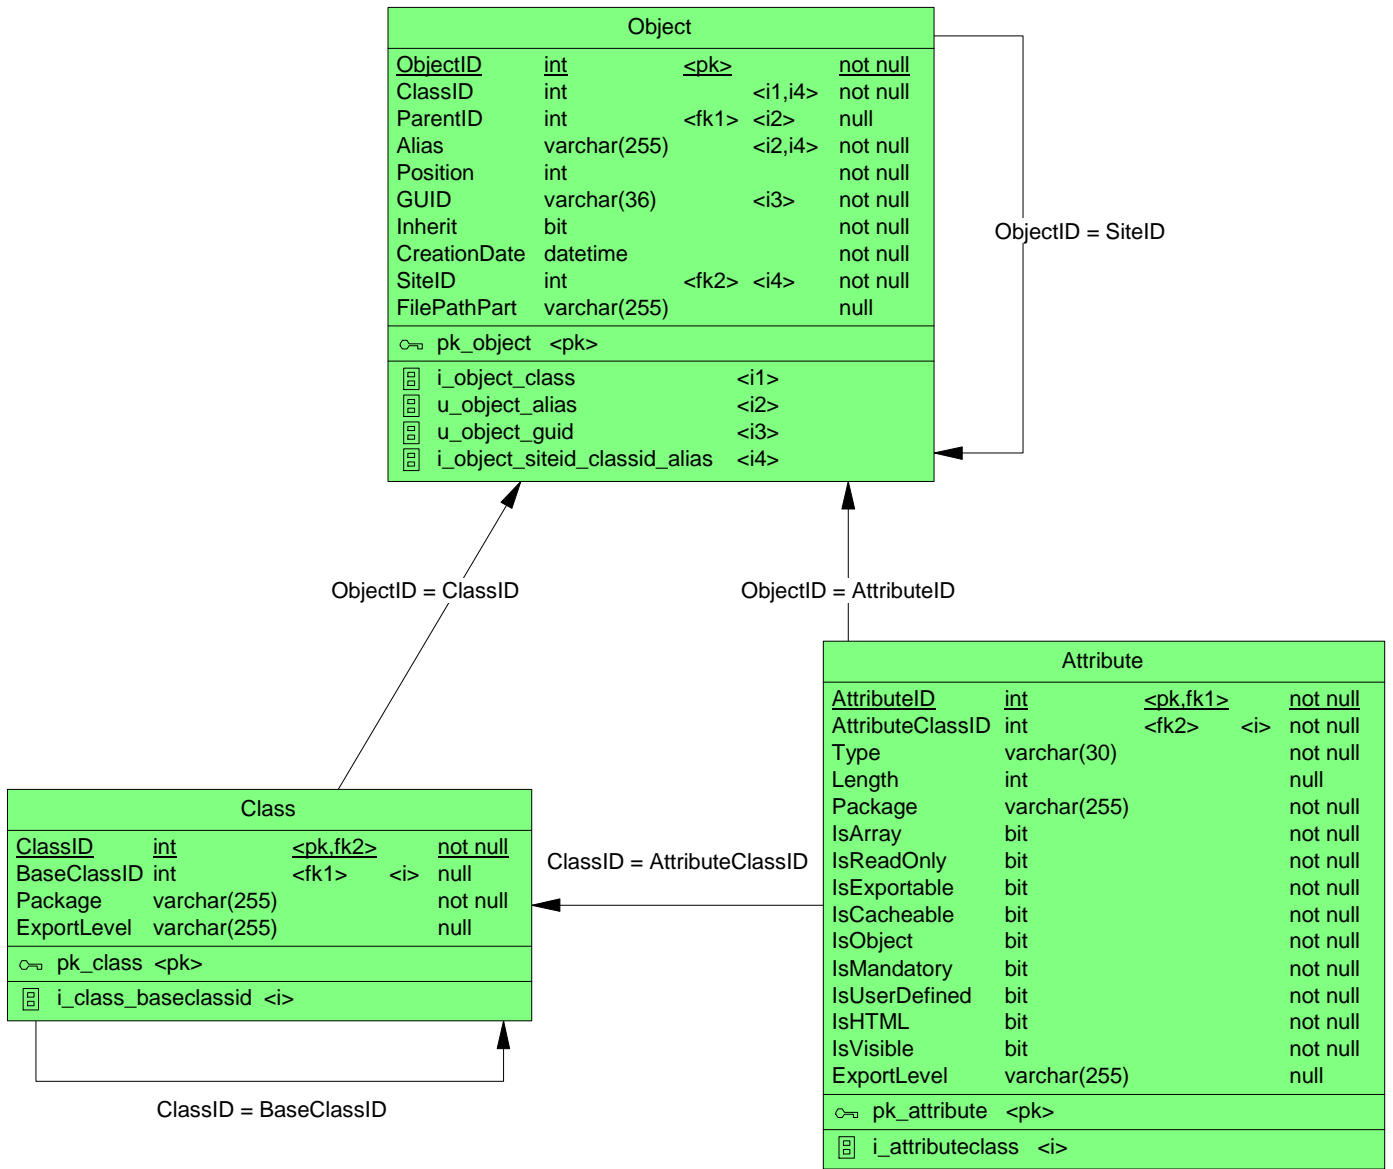 Object
ObjectID int <pk> not null
ClassID int <i1,i4> not null
ParentID int <fk1> <i2> null
Alias varchar(255) <i2,i4> not null
Position int not null
GUID varchar(36) <i3> not null
Inherit bit not null
CreationDate datetime not null
SiteID int <fk2> <i4> not null
FilePathPart varchar(255) null
pk_object <pk>
i_object_class <i1>
u_object_alias <i2>
u_object_guid <i3>
i_object_siteid_classid_alias <i4>
ObjectID = SiteID
ObjectID = ClassID
ObjectID = AttributeID
Class
ClassID int <pk,fk2> not null
BaseClassID int <fk1> <i> null
Package varchar(255) not null
ExportLevel varchar(255) null
pk_class <pk>
i_class_baseclassid <i>
ClassID = BaseClassID
ClassID = AttributeClassID
Attribute
AttributeID int <pk,fk1> not null
AttributeClassID int <fk2> <i> not null
Type varchar(30) not null
Length int null
Package varchar(255) not null
IsArray bit not null
IsReadOnly bit not null
IsExportable bit not null
IsCacheable bit not null
IsObject bit not null
IsMandatory bit not null
IsUserDefined bit not null
IsHTML bit not null
IsVisible bit not null
ExportLevel varchar(255) null
pk_attribute <pk>
i_attributeclass <i>